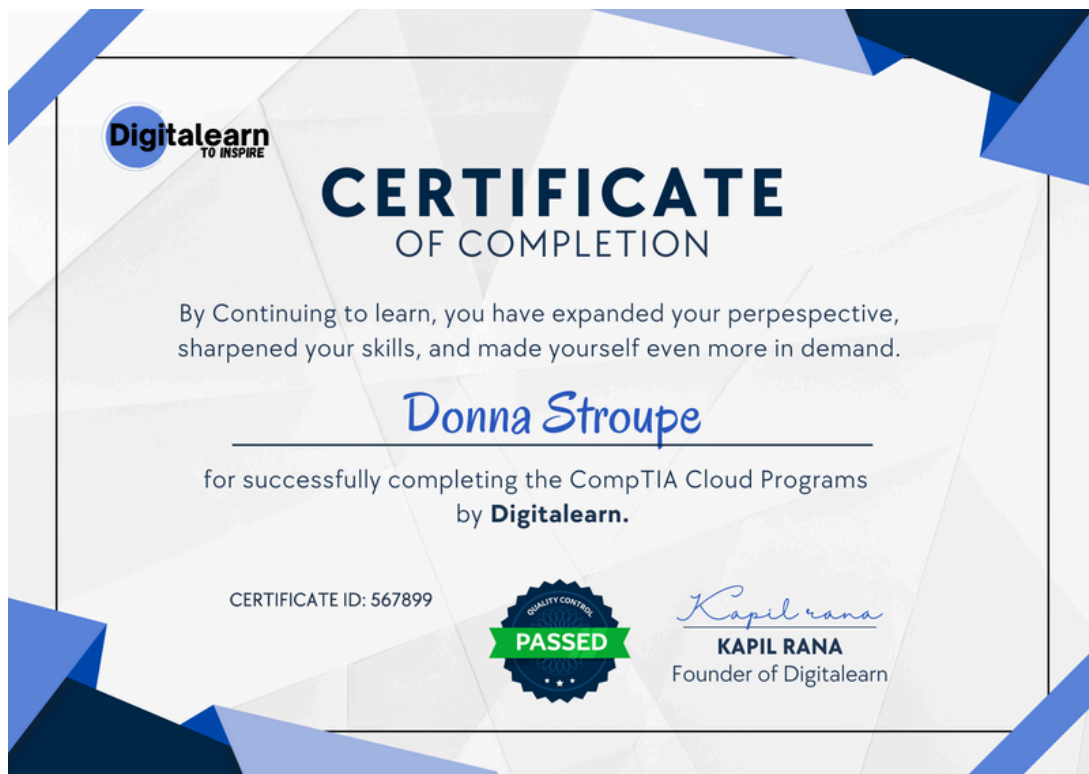 Digitalearn
TO INSPIRE
CERTIFICATE
OF COMPLETION
By Continuing to learn, you have expanded your perpespective,
sharpened your skills, and made yourself even more in demand.
Donna Stroupe
for successfully completing the CompTIA Cloud Programs
by Digitalearn.
CERTIFICATE ID: 567899
QUALITY CONTROL
PASSED
Kapil rana
KAPIL RANA
Founder of Digitalearn